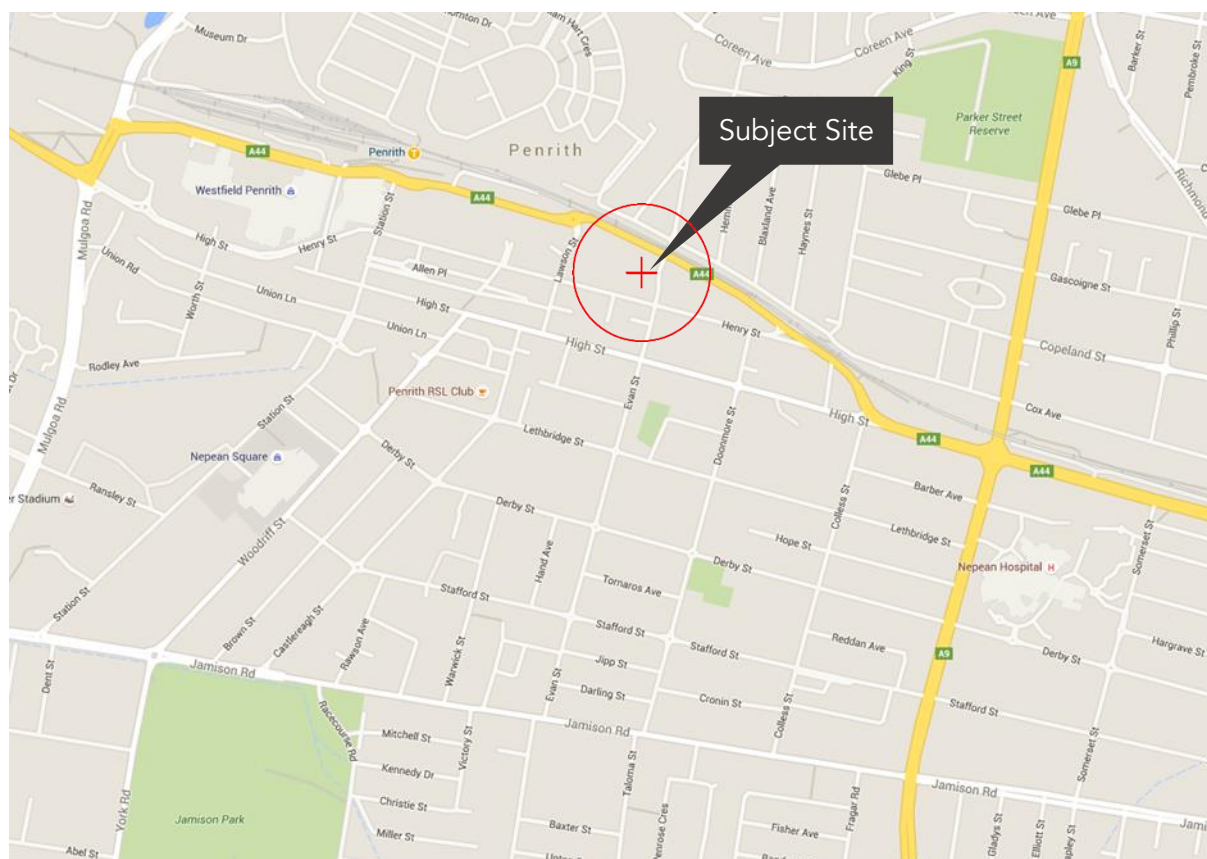 Museum Dr
Coreen Ave
Coreen Ave
King St
A9
Barker St
Pembroke St
Parker Street
Reserve
Subject Site
Penrith
Penrith
A44
Westfield Penrith
Station St
A44
Glebe Pl
Glebe Pl
Richmond
Blaxland Ave
Haynes St
Mulgoa Rd
High St
Henry St
Allen Pl
Lawson St
A44
Gascoigne St
Union Rd
Worth St
Union Ln
High St
Union Ln
High St
Henry St
Phillip St
Copeland St
Rodley Ave
Mulgoa Rd
Penrith RSL Club
Evan St
High St
Cox Ave
Station St
Lethbridge St
Doonmore St
A44
A44
Nepean Square
Derby St
Barber Ave
Ransley St
er Stadium
Woodriff St
Derby St
Colless St
Lethbridge St
Somerset St
Hope St
Hand Ave
Derby St
Nepean Hospital
H
Tornaros Ave
Station St
Stafford St
Stafford St
Stafford St
Reddan Ave
Derby St
Hargrave St
Brown St
Castlereagh St
Rawson Ave
Warwick St
Jipp St
A9
Dent St
Jamison Rd
Evan St
Darling St
Cronin St
Colless St
Stafford St
Racecourse Rd
Mitchell St
Victory St
Jamison Rd
Taloma St
Somerset St
Kennedy Dr
Jamison Rd
York Rd
Jamison Park
Christie St
Fragar Rd
Jami
Miller St
Baxter St
Penrose Cres
Fisher Ave
Gladys St
Elliott St
Abel St